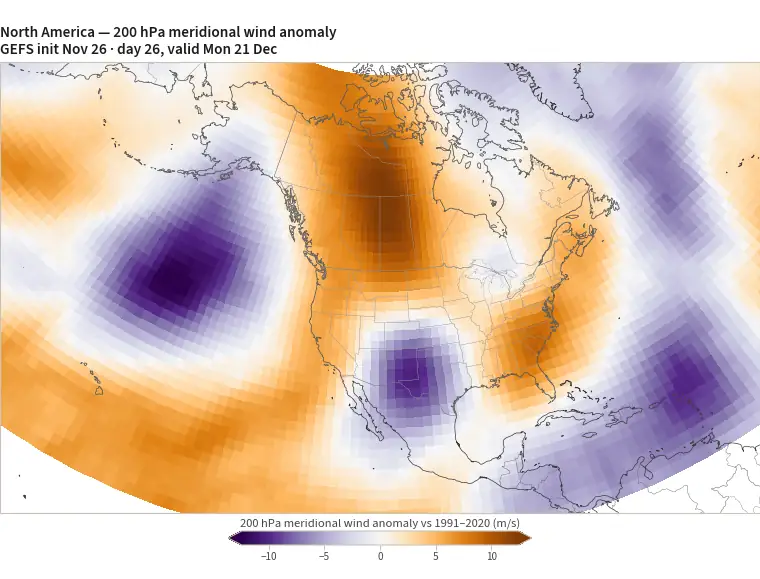 North America — 200 hPa meridional wind anomaly
GEFS init Nov 26 · day 26, valid Mon 21 Dec
200 hPa meridional wind anomaly vs 1991–2020 (m/s)
−10 −5 0 5 10